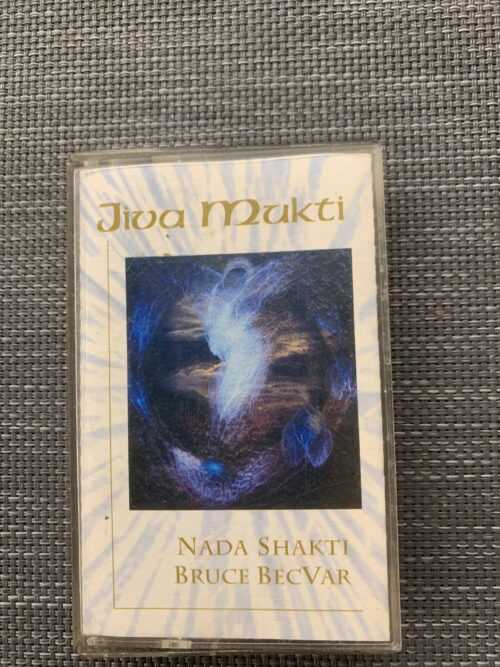 Jiva Mukti
NADA SHAKTI
BRUCE BECVAR